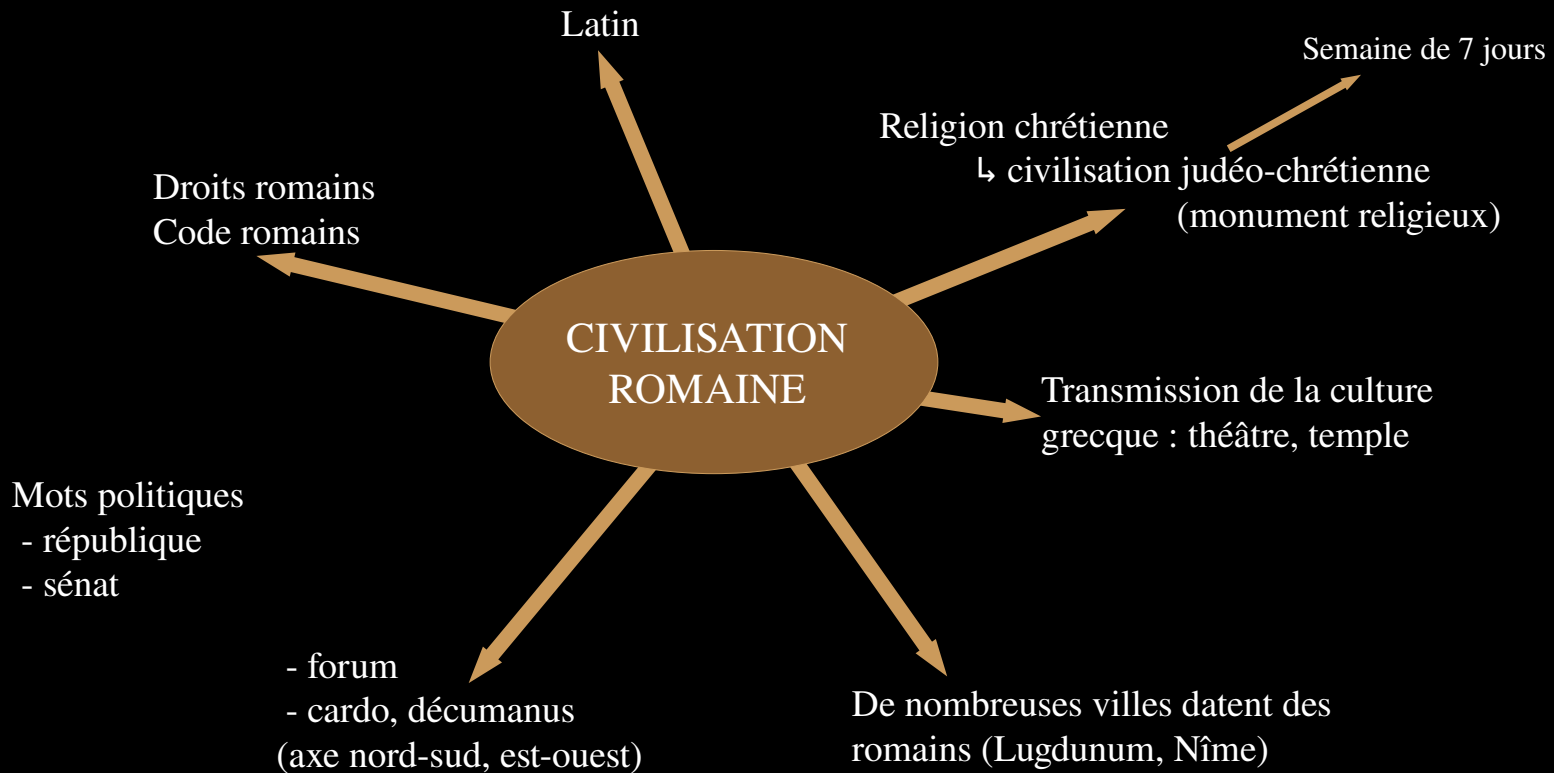 Latin
Semaine de 7 jours
Religion chrétienne
↳ civilisation judéo-chrétienne
(monument religieux)
Droits romains
Code romains
CIVILISATION
ROMAINE
Transmission de la culture
grecque : théâtre, temple
Mots politiques
- république
- sénat
- forum
- cardo, décumanus
(axe nord-sud, est-ouest)
De nombreuses villes datent des
romains (Lugdunum, Nîme)